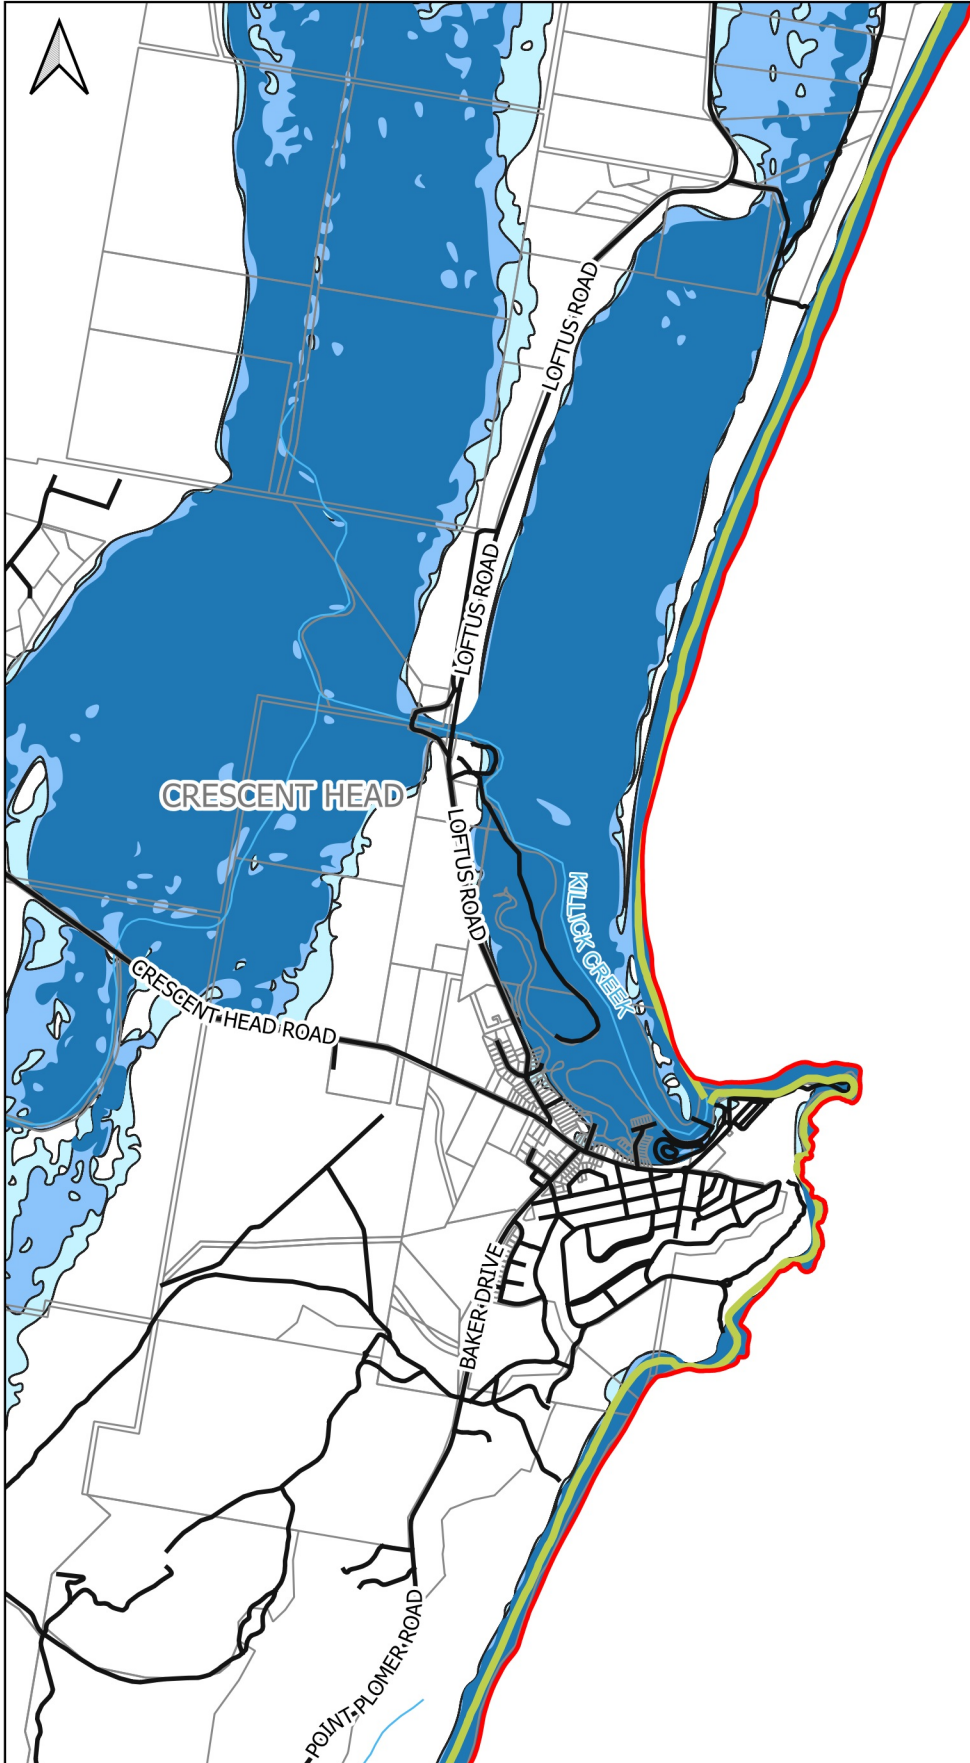 LOFTUS ROAD
LOFTUS ROAD
CRESCENT HEAD
LOFTUS ROAD
KILLICK CREEK
CRESCENT HEAD ROAD
BAKER DRIVE
POINT PLOMER ROAD